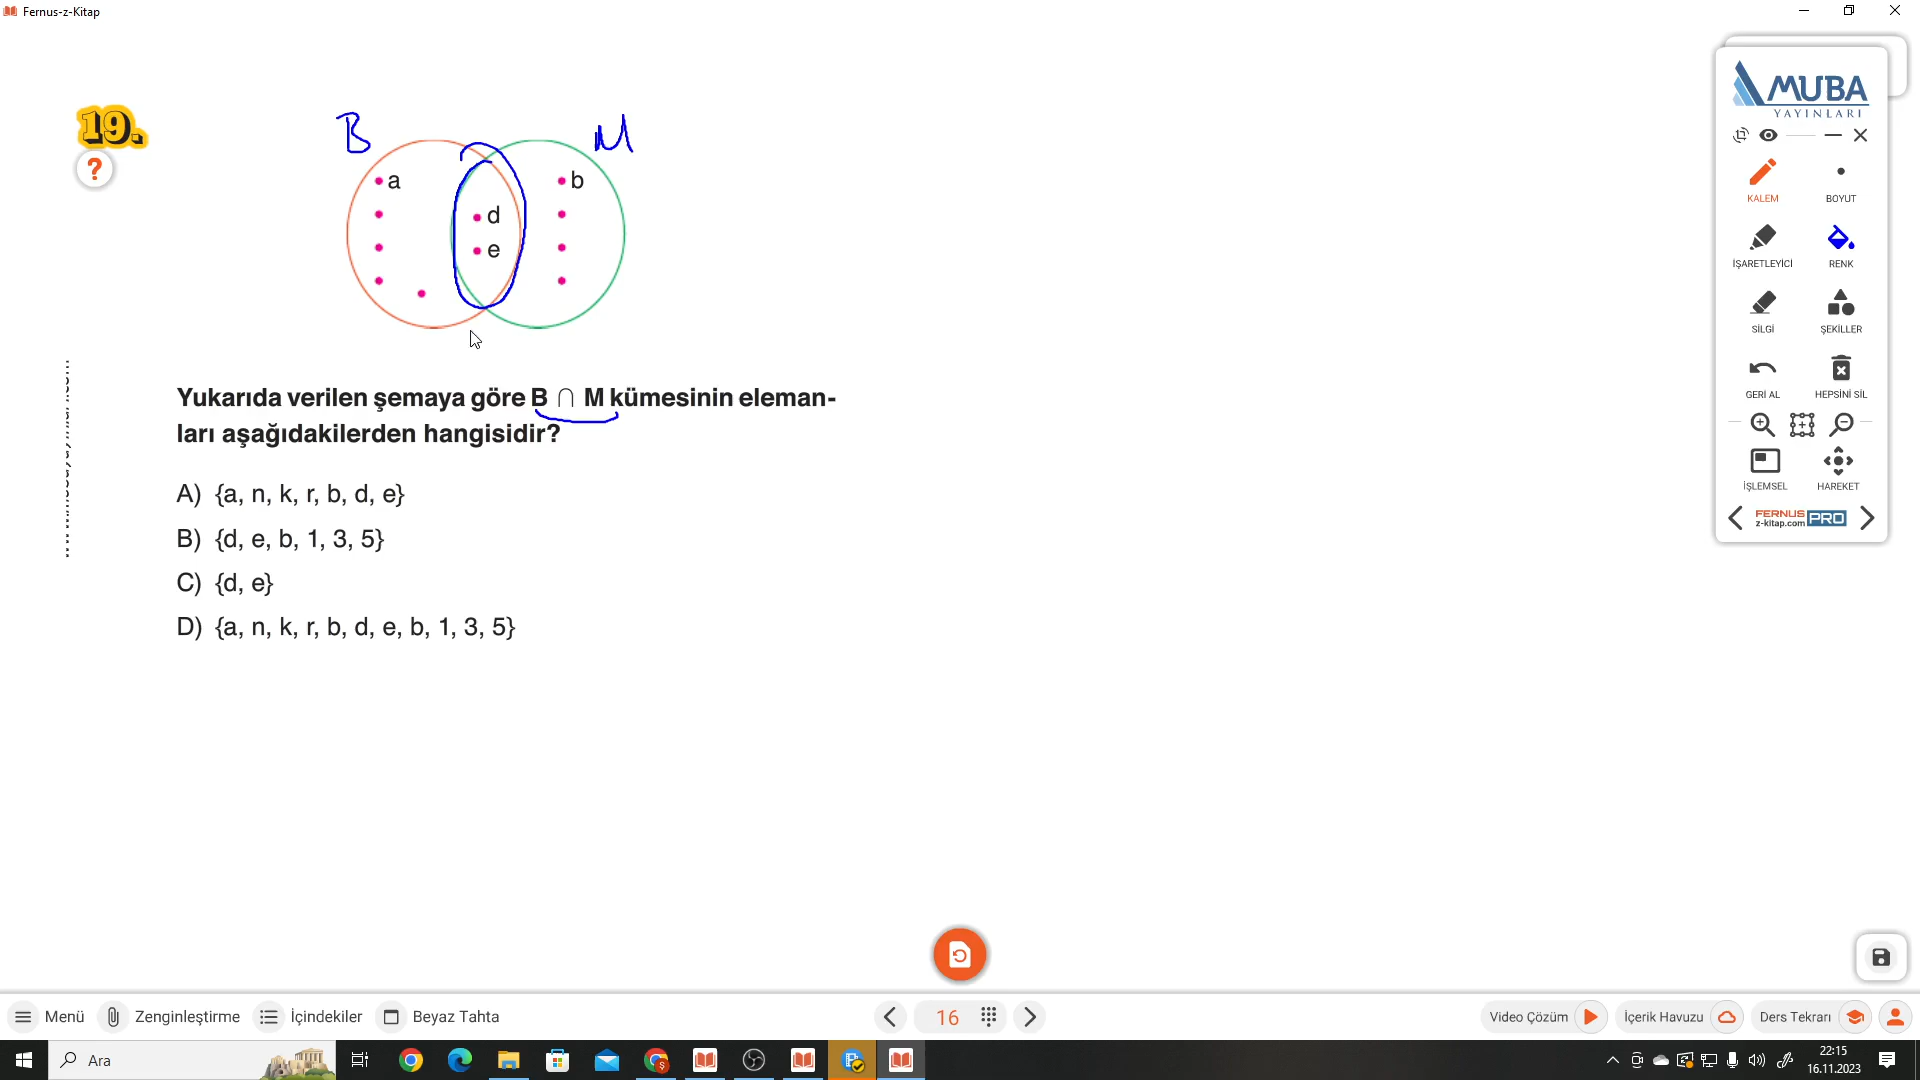 Fernus-z-Kitap
19.
?
B
M
a
b
d
e
Yukarıda verilen şemaya göre B ∩ M kümesinin eleman-
ları aşağıdakilerden hangisidir?
A) {a, n, k, r, b, d, e}
B) {d, e, b, 1, 3, 5}
C) {d, e}
D) {a, n, k, r, b, d, e, b, 1, 3, 5}
MUBA
YAYINLARI
KALEM
BOYUT
İŞARETLEYİCİ
RENK
SİLGİ
ŞEKİLLER
GERİ AL
HEPSİNİ SİL
İŞLEMSEL
HAREKET
FERNUS
z-kitap.com
PRO
Menü
Zenginleştirme
İçindekiler
Beyaz Tahta
16
Video Çözüm
İçerik Havuzu
Ders Tekrarı
Ara
22:15
16.11.2023